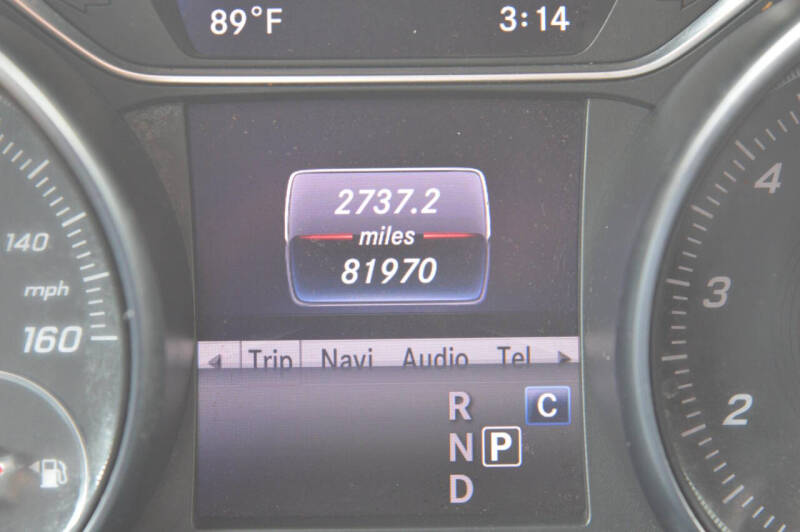 89°F 3:14
2737.2
miles
81970
Trip Navi Audio Tel
R C
N P
D
140
mph
160
4
3
2